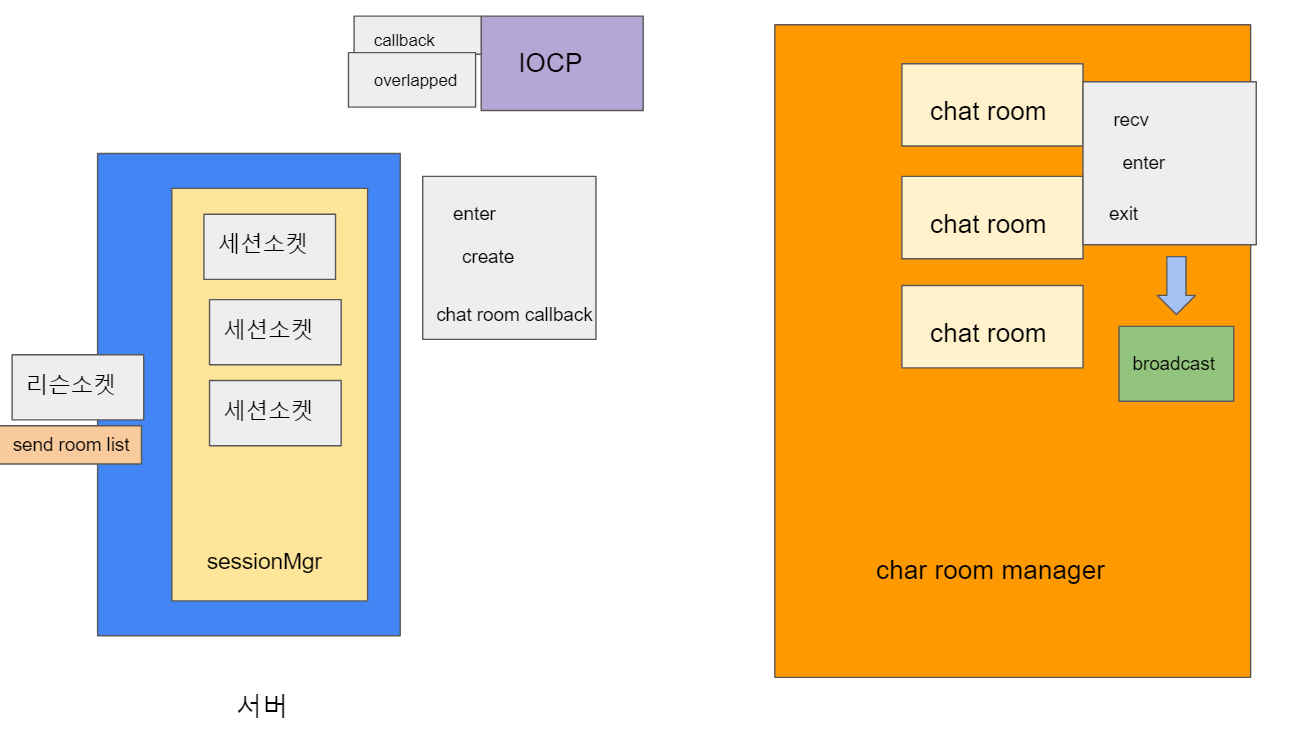 callback
overlapped
IOCP
세션소켓
세션소켓
세션소켓
리슨소켓
send room list
sessionMgr
서버
enter
create
chat room callback
chat room
chat room
chat room
recv
enter
exit
broadcast
char room manager